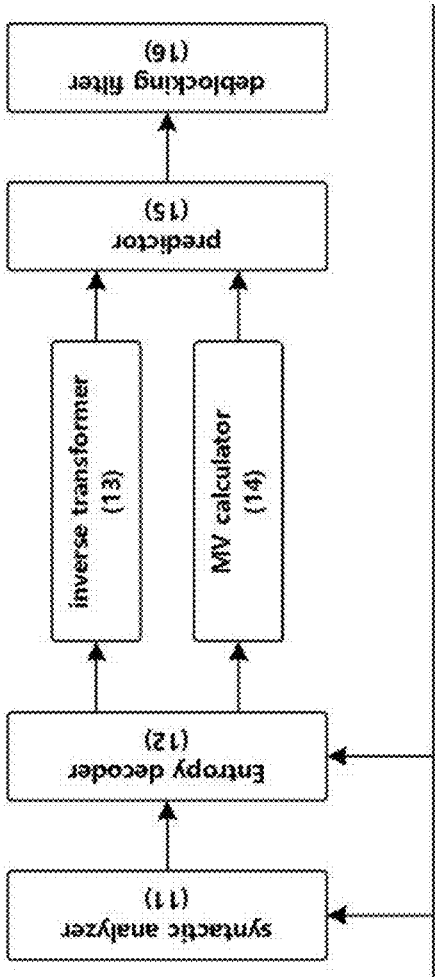 deblocking filter
(16)
predictor
(15)
inverse transformer
(13)
MV calculator
(14)
Entropy decoder
(12)
syntactic analyzer
(11)